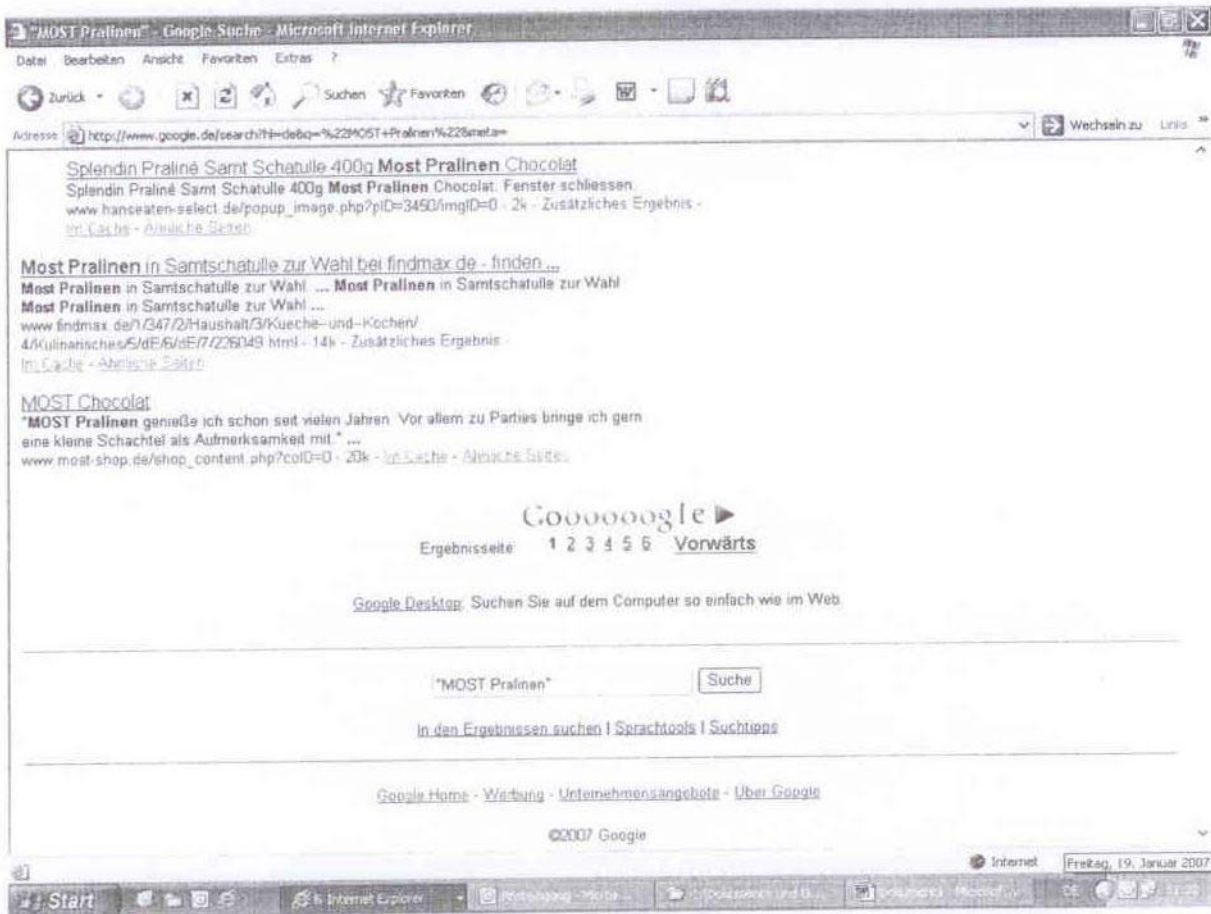 "MOST Pralinen" - Google Suche - Microsoft Internet Explorer
Datei Bearbeiten Ansicht Favoriten Extras ?
Zurück Suchen Favoriten
Adresse http://www.google.de/search?hl=de&q=%22MOST+Pralinen%22&meta= Wechseln zu Links
Splendin Praliné Samt Schatulle 400g Most Pralinen Chocolat
Splendin Praliné Samt Schatulle 400g Most Pralinen Chocolat. Fenster schliessen.
www.hanseaten-select.de/popup_image.php?pID=3450/imgID=0 - 2k - Zusätzliches Ergebnis -
Im Cache - Ähnliche Seiten
Most Pralinen in Samtschatulle zur Wahl bei findmax.de - finden ...
Most Pralinen in Samtschatulle zur Wahl. ... Most Pralinen in Samtschatulle zur Wahl
Most Pralinen in Samtschatulle zur Wahl ...
www.findmax.de/1/347/2/Haushalt/3/Kueche--und--Kochen/
4/Kulinarisches/5/dE/6/dE/7/226049.html - 14k - Zusätzliches Ergebnis -
Im Cache - Ähnliche Seiten
MOST Chocolat
"MOST Pralinen genieße ich schon seit vielen Jahren. Vor allem zu Parties bringe ich gern
eine kleine Schachtel als Aufmerksamkeit mit." ...
www.most-shop.de/shop_content.php?coID=0 - 20k - Im Cache - Ähnliche Seiten
Goooooogle
Ergebnisseite: 1 2 3 4 5 6 Vorwärts
Google Desktop: Suchen Sie auf dem Computer so einfach wie im Web.
"MOST Pralinen" Suche
In den Ergebnissen suchen | Sprachtools | Suchtipps
Google Home - Werbung - Unternehmensangebote - Über Google
©2007 Google
Internet Freitag, 19. Januar 2007
Start 6 Internet Explorer DE